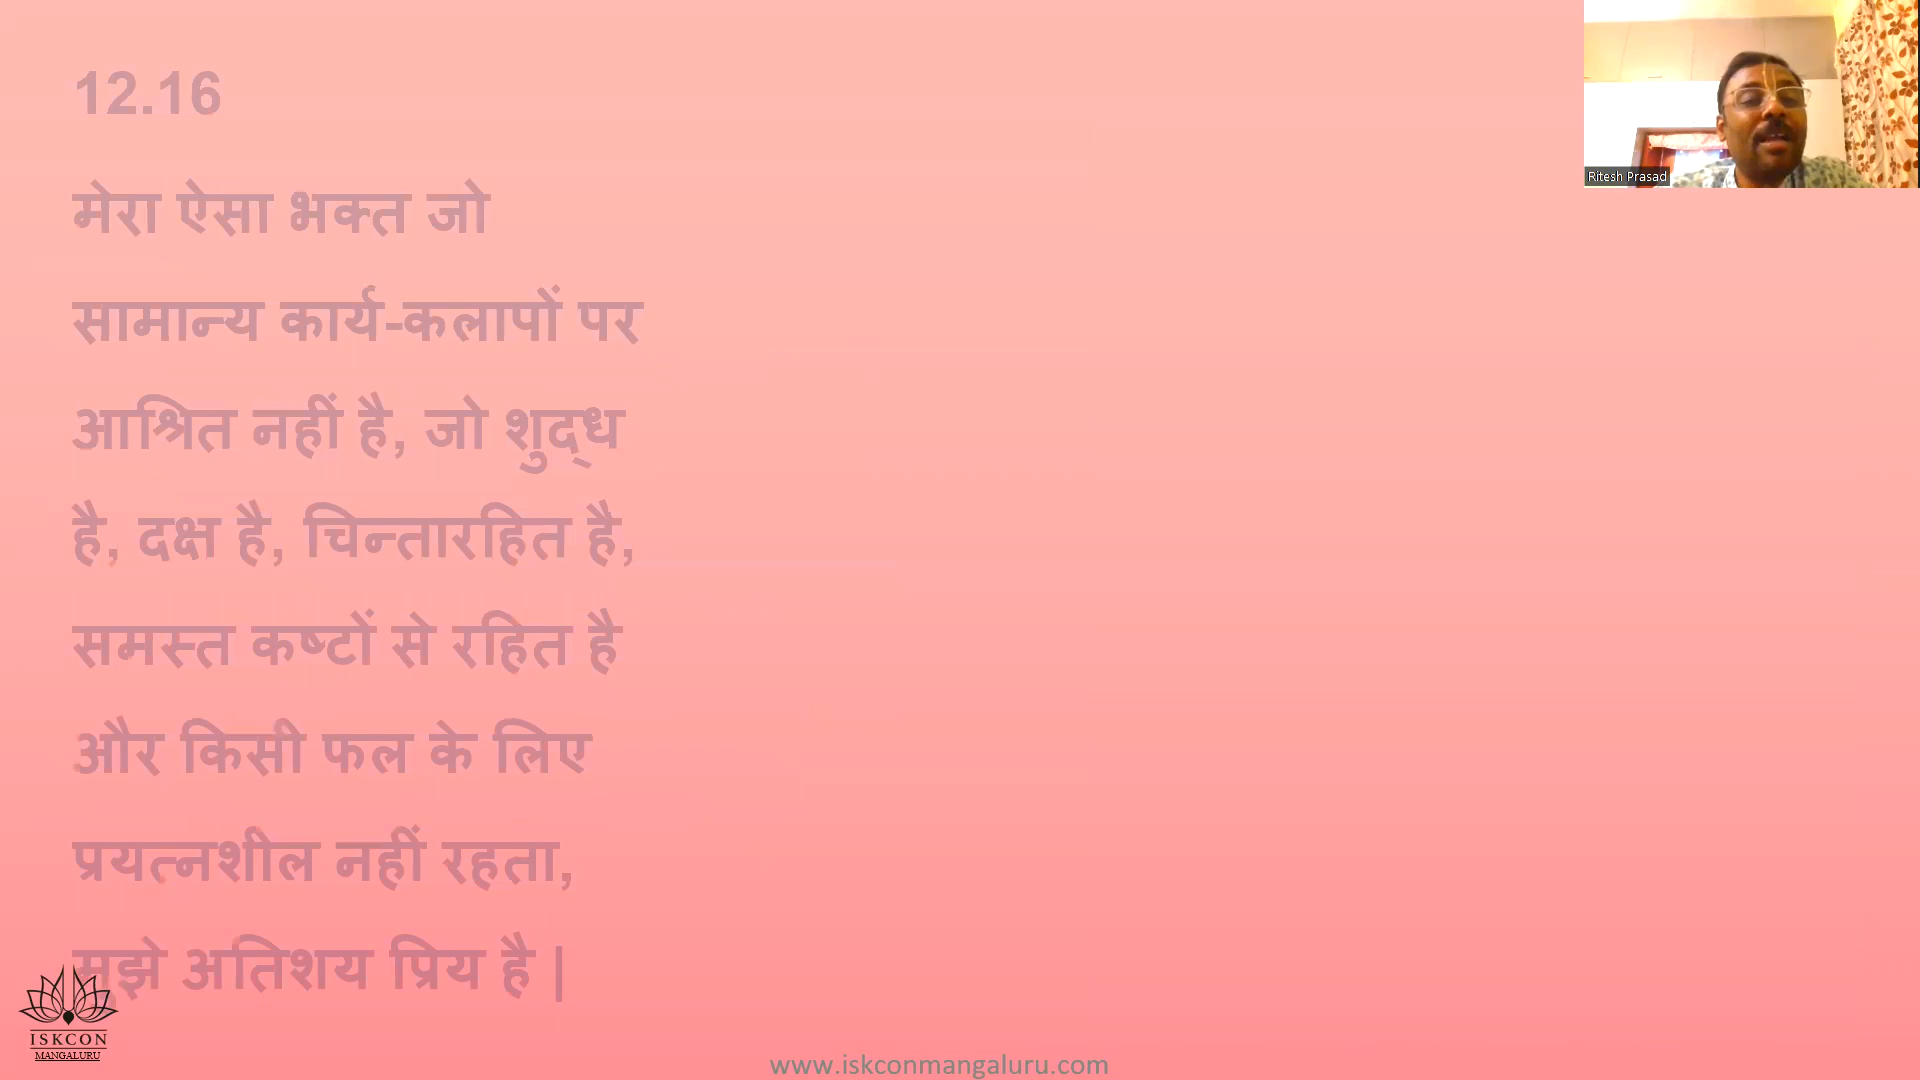 12.16
मेरा ऐसा भक्त जो
सामान्य कार्य-कलापों पर
आश्रित नहीं है, जो शुद्ध
है, दक्ष है, चिन्तारहित है,
समस्त कष्टों से रहित है
और किसी फल के लिए
प्रयत्नशील नहीं रहता,
मुझे अतिशय प्रिय है |
Ritesh Prasad
ISKCON
MANGALURU
www.iskconmangaluru.com